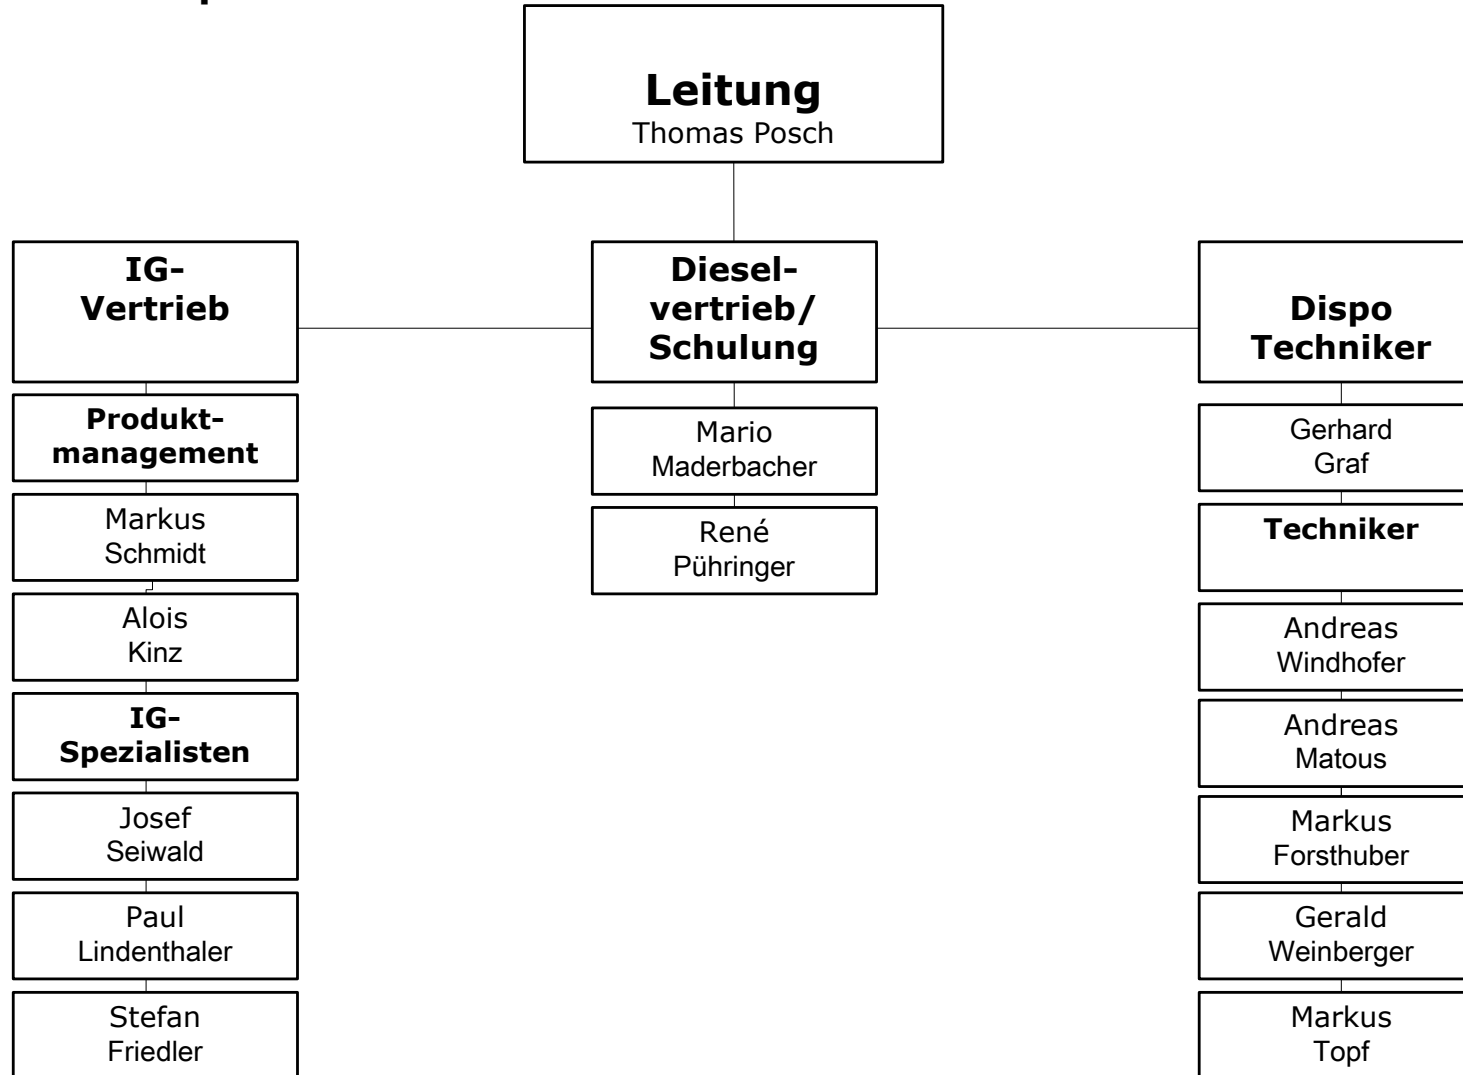 Leitung
Thomas Posch
IG-
Vertrieb
Produkt-
management
Markus
Schmidt
Alois
Kinz
IG-
Spezialisten
Josef
Seiwald
Paul
Lindenthaler
Stefan
Friedler
Diesel-
vertrieb/
Schulung
Mario
Maderbacher
René
Pühringer
Dispo
Techniker
Gerhard
Graf
Techniker
Andreas
Windhofer
Andreas
Matous
Markus
Forsthuber
Gerald
Weinberger
Markus
Topf